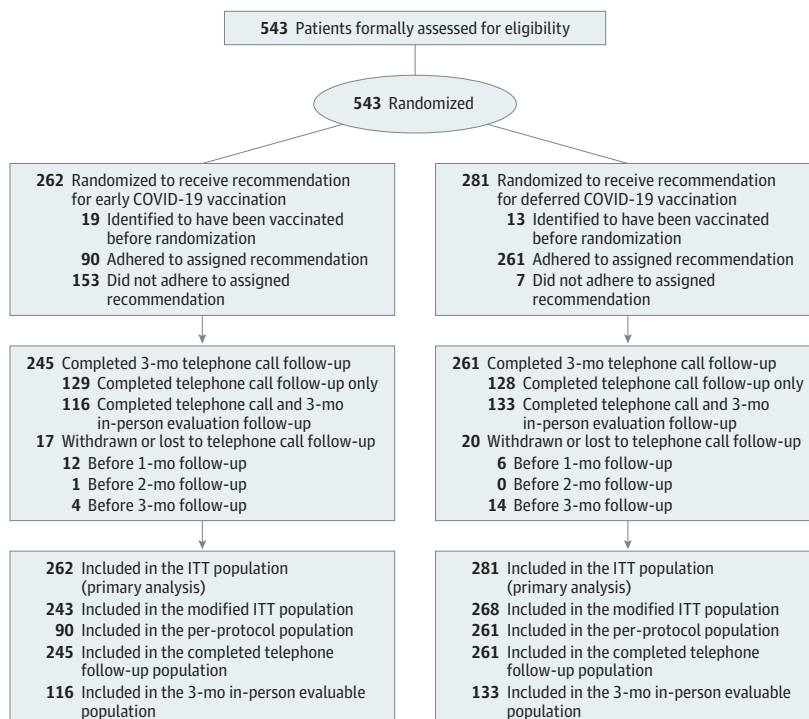 543 Patients formally assessed for eligibility
543 Randomized
262 Randomized to receive recommendation
for early COVID-19 vaccination
19 Identified to have been vaccinated
before randomization
90 Adhered to assigned recommendation
153 Did not adhere to assigned
recommendation
281 Randomized to receive recommendation
for deferred COVID-19 vaccination
13 Identified to have been vaccinated
before randomization
261 Adhered to assigned recommendation
7 Did not adhere to assigned
recommendation
245 Completed 3-mo telephone call follow-up
129 Completed telephone call follow-up only
116 Completed telephone call and 3-mo
in-person evaluation follow-up
17 Withdrawn or lost to telephone call follow-up
12 Before 1-mo follow-up
1 Before 2-mo follow-up
4 Before 3-mo follow-up
261 Completed 3-mo telephone call follow-up
128 Completed telephone call follow-up only
133 Completed telephone call and 3-mo
in-person evaluation follow-up
20 Withdrawn or lost to telephone call follow-up
6 Before 1-mo follow-up
0 Before 2-mo follow-up
14 Before 3-mo follow-up
262 Included in the ITT population
(primary analysis)
243 Included in the modified ITT population
90 Included in the per-protocol population
245 Included in the completed telephone
follow-up population
116 Included in the 3-mo in-person evaluable
population
281 Included in the ITT population
(primary analysis)
268 Included in the modified ITT population
261 Included in the per-protocol population
261 Included in the completed telephone
follow-up population
133 Included in the 3-mo in-person evaluable
population